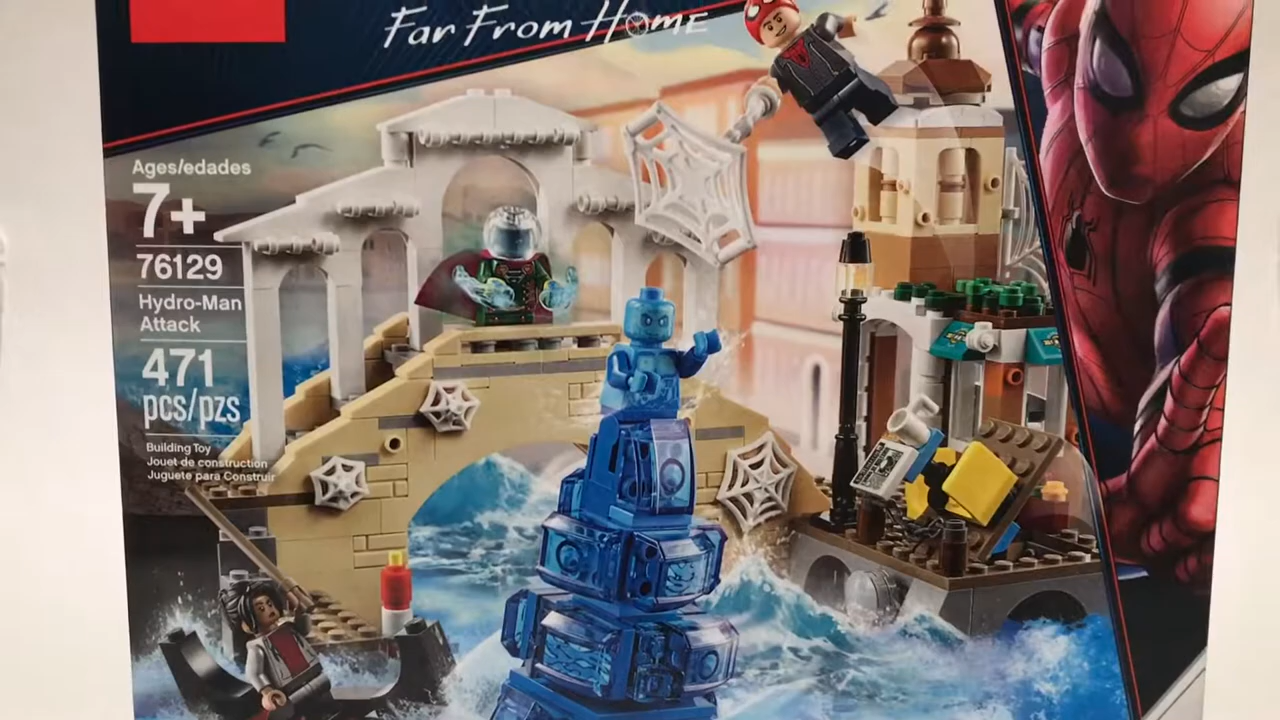 Far From Home
Ages/edades
7+
76129
Hydro-Man
Attack
471
pcs/pzs
Building Toy
Jouet de construction
Juguete para Construir